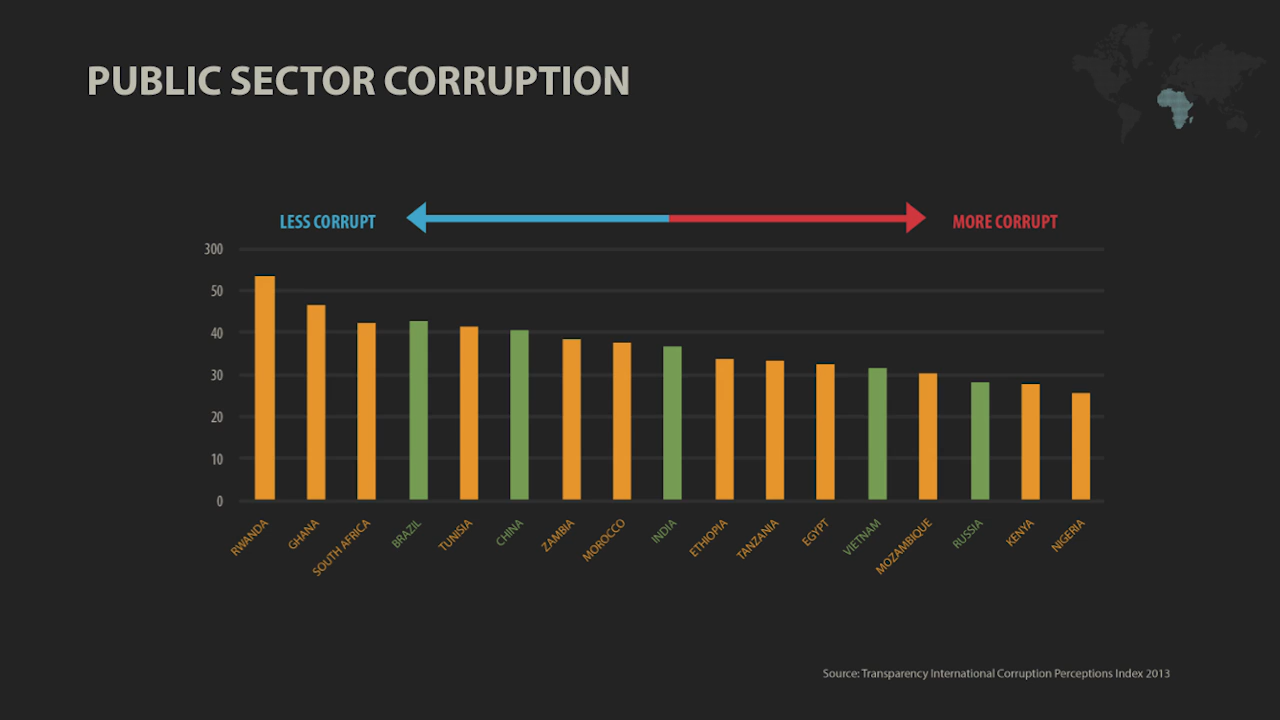 PUBLIC SECTOR CORRUPTION
LESS CORRUPT
MORE CORRUPT
300
50
40
30
20
10
0
RWANDA
GHANA
SOUTH AFRICA
BRAZIL
TUNISIA
CHINA
ZAMBIA
MOROCCO
INDIA
ETHIOPIA
TANZANIA
EGYPT
VIETNAM
MOZAMBIQUE
RUSSIA
KENYA
NIGERIA
Source: Transparency International Corruption Perceptions Index 2013